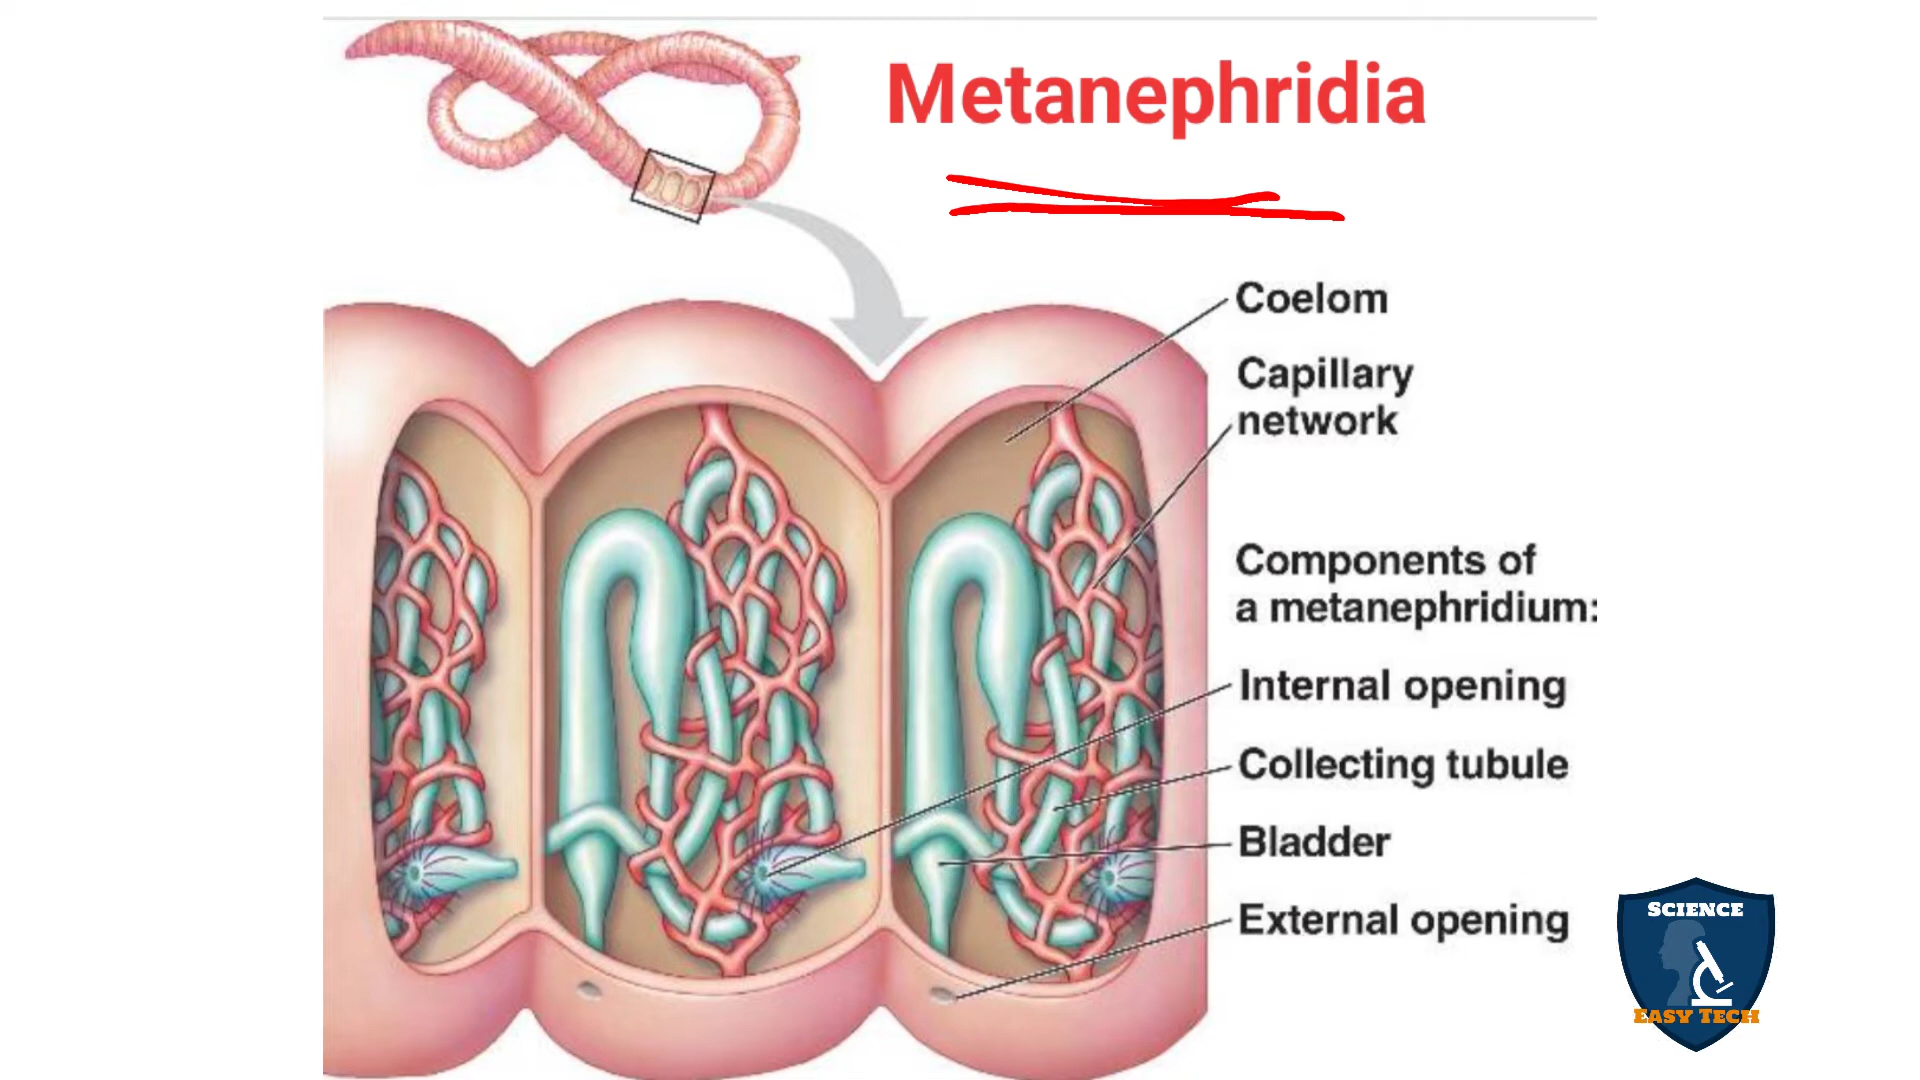 Metanephridia
Coelom
Capillary
network
Components of
a metanephridium:
Internal opening
Collecting tubule
Bladder
External opening
SCIENCE
EASY TECH